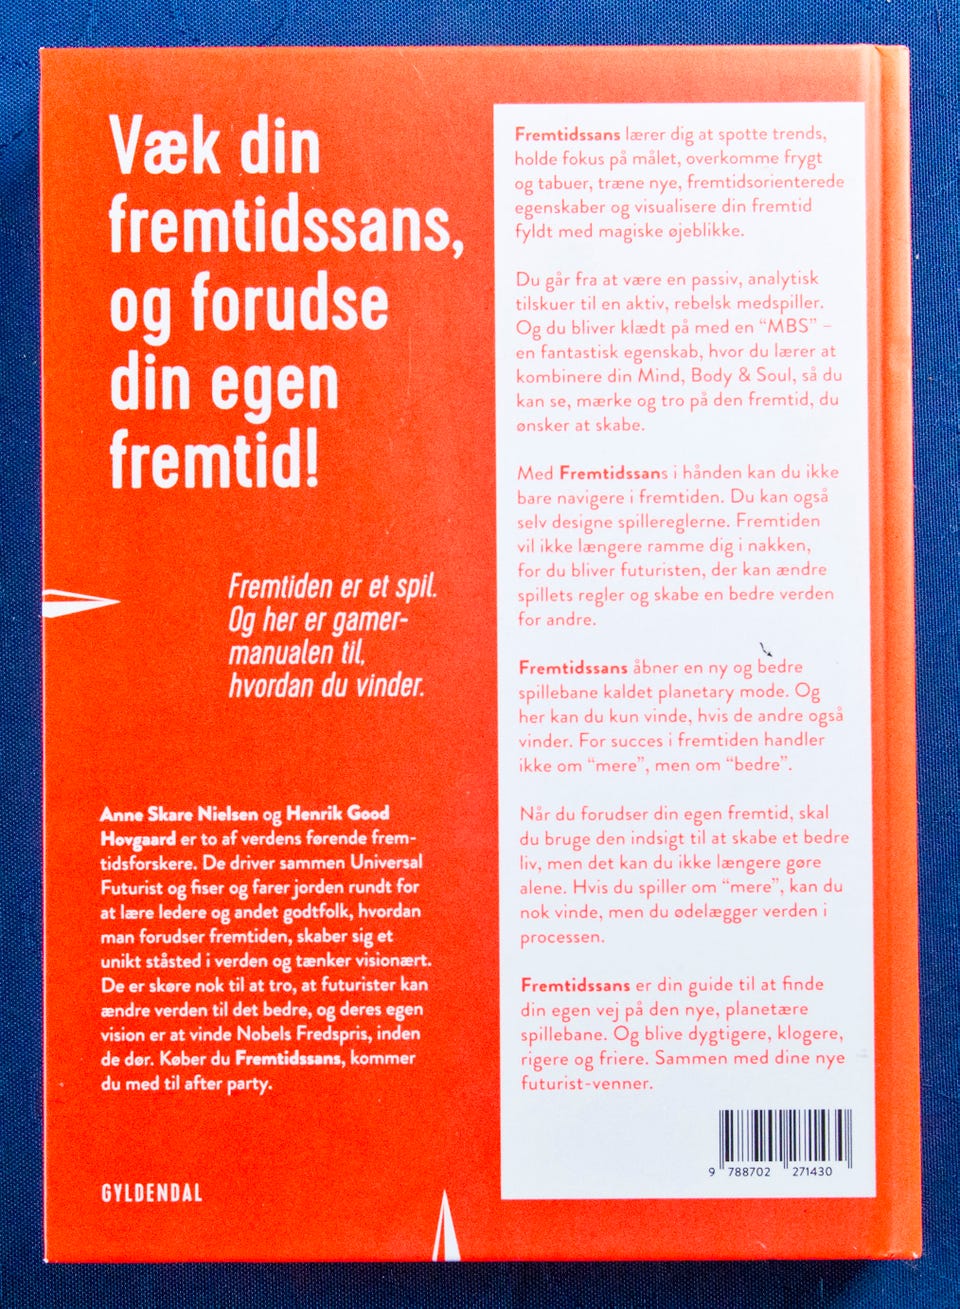 Væk din
fremtidssans,
og forudse
din egen
fremtid!
Fremtiden er et spil.
Og her er gamer-
manualen til,
hvordan du vinder.
Anne Skare Nielsen og Henrik Good
Hovgaard er to af verdens førende frem-
tidsforskere. De driver sammen Universal
Futurist og fiser og farer jorden rundt for
at lære ledere og andet godtfolk, hvordan
man forudser fremtiden, skaber sig et
unikt ståsted i verden og tænker visionært.
De er skøre nok til at tro, at futurister kan
ændre verden til det bedre, og deres egen
vision er at vinde Nobels Fredspris, inden
de dør. Køber du Fremtidssans, kommer
du med til after party.
GYLDENDAL
Fremtidssans lærer dig at spotte trends,
holde fokus på målet, overkomme frygt
og tabuer, træne nye, fremtidsorienterede
egenskaber og visualisere din fremtid
fyldt med magiske øjeblikke.
Du går fra at være en passiv, analytisk
tilskuer til en aktiv, rebelsk medspiller.
Og du bliver klædt på med en “MBS” –
en fantastisk egenskab, hvor du lærer at
kombinere din Mind, Body & Soul, så du
kan se, mærke og tro på den fremtid, du
ønsker at skabe.
Med Fremtidssans i hånden kan du ikke
bare navigere i fremtiden. Du kan også
selv designe spillereglerne. Fremtiden
vil ikke længere ramme dig i nakken,
for du bliver futuristen, der kan ændre
spillets regler og skabe en bedre verden
for andre.
Fremtidssans åbner en ny og bedre
spillebane kaldet planetary mode. Og
her kan du kun vinde, hvis de andre også
vinder. For succes i fremtiden handler
ikke om “mere”, men om “bedre”.
Når du forudser din egen fremtid, skal
du bruge den indsigt til at skabe et bedre
liv, men det kan du ikke længere gøre
alene. Hvis du spiller om “mere”, kan du
nok vinde, men du ødelægger verden i
processen.
Fremtidssans er din guide til at finde
din egen vej på den nye, planetære
spillebane. Og blive dygtigere, klogere,
rigere og friere. Sammen med dine nye
futurist-venner.
9 788702 271430